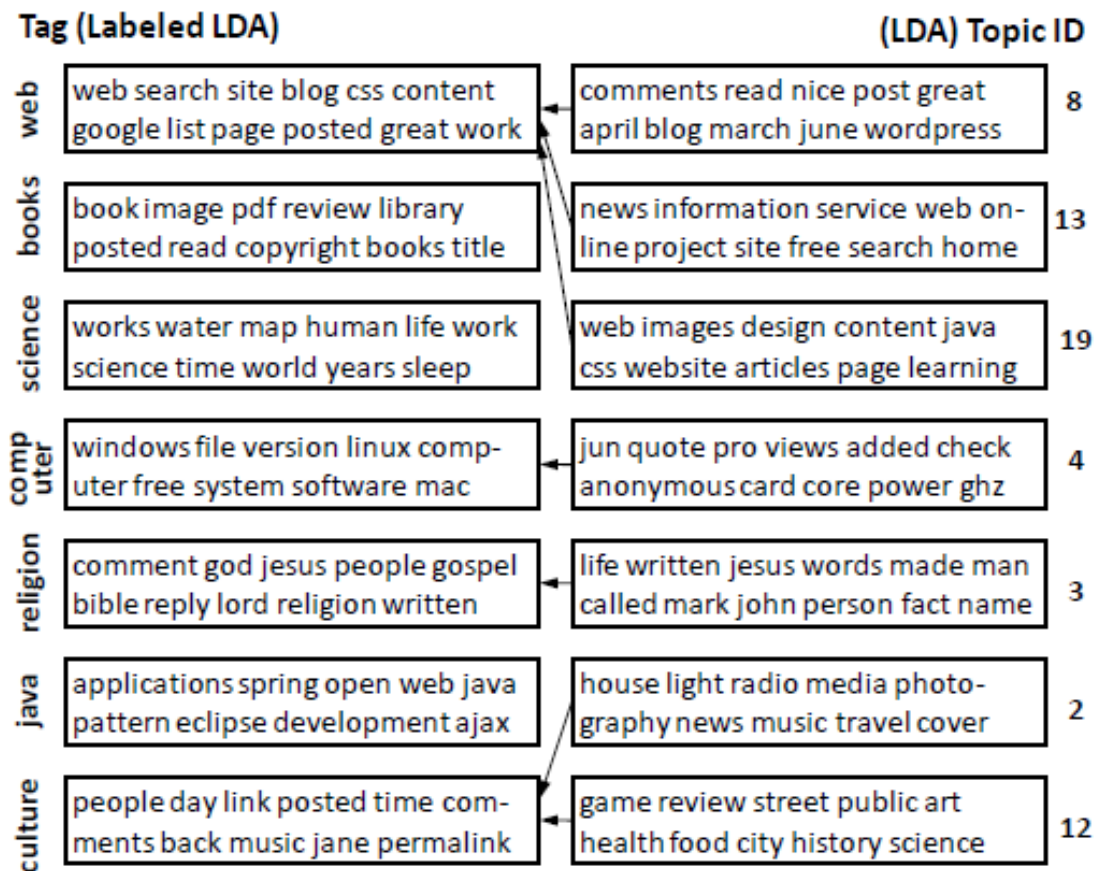 Tag (Labeled LDA)
(LDA) Topic ID
web
web search site blog css content
google list page posted great work
comments read nice post great
april blog march june wordpress
8
books
book image pdf review library
posted read copyright books title
news information service web on-
line project site free search home
13
science
works water map human life work
science time world years sleep
web images design content java
css website articles page learning
19
comp
uter
windows file version linux comp-
uter free system software mac
jun quote pro views added check
anonymous card core power ghz
4
religion
comment god jesus people gospel
bible reply lord religion written
life written jesus words made man
called mark john person fact name
3
java
applications spring open web java
pattern eclipse development ajax
house light radio media photo-
graphy news music travel cover
2
culture
people day link posted time com-
ments back music jane permalink
game review street public art
health food city history science
12